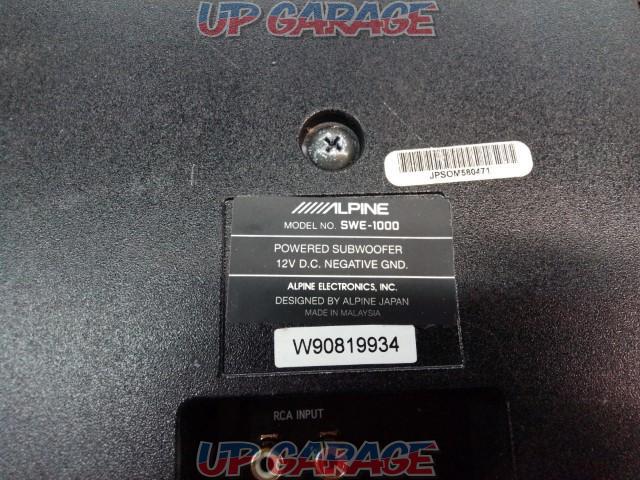 UP GARAGE
JPSOM580471
ALPINE
MODEL NO. SWE-1000
POWERED SUBWOOFER
12V D.C. NEGATIVE GND.
ALPINE ELECTRONICS, INC.
DESIGNED BY ALPINE JAPAN
MADE IN MALAYSIA
W90819934
RCA INPUT
UP GARAGE